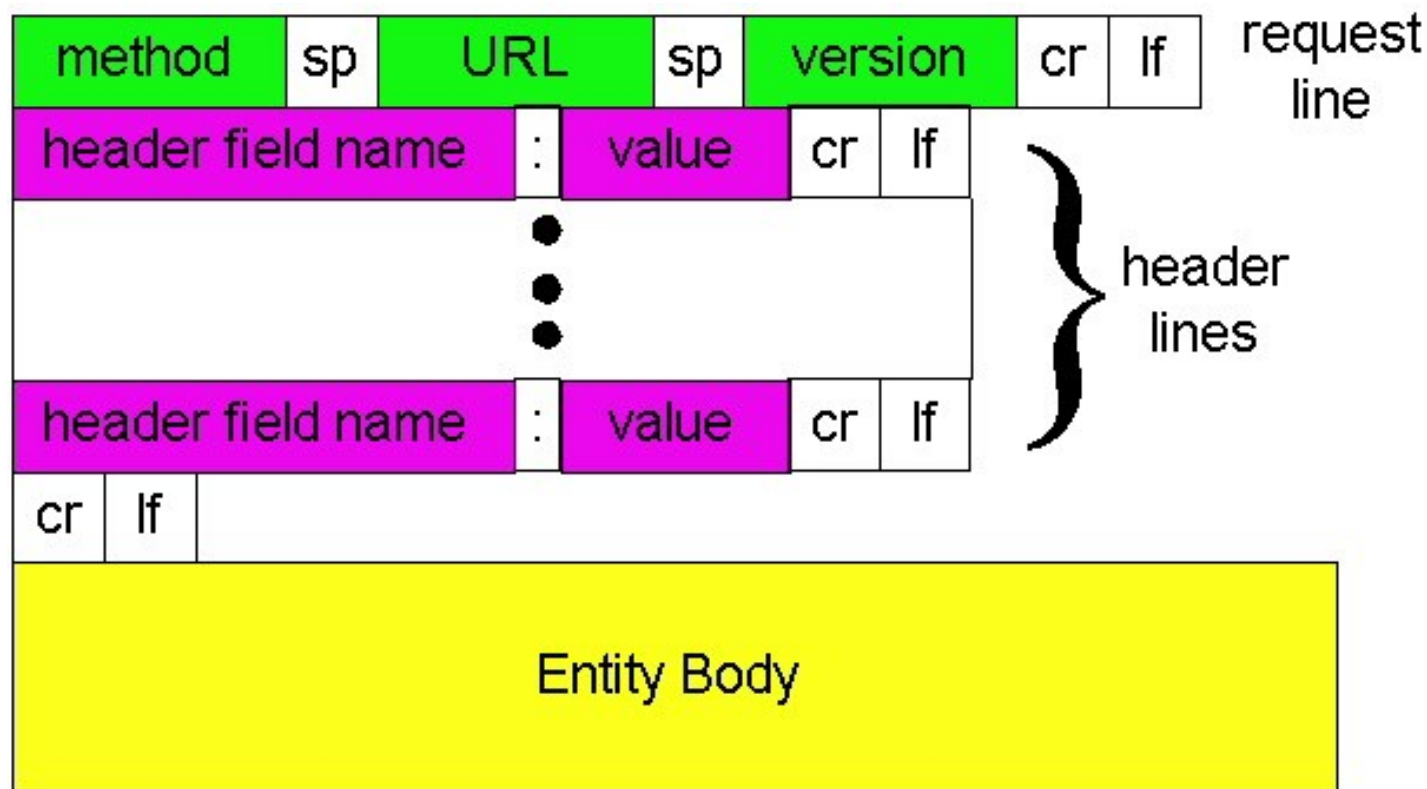 method sp URL sp version cr lf
request
line
header field name : value cr lf
header
lines
header field name : value cr lf
cr lf
Entity Body